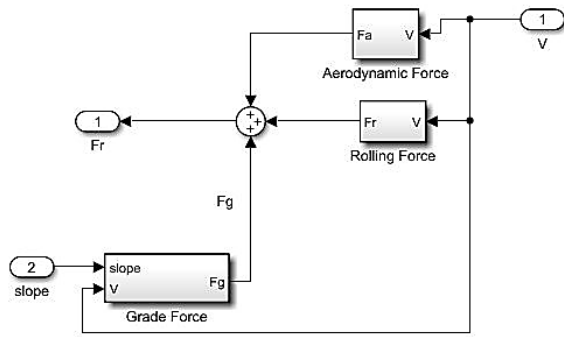 Fa V
Aerodynamic Force
1
V
+
++
1
Fr
Fr V
Rolling Force
Fg
2
slope
slope
V
Fg
Grade Force